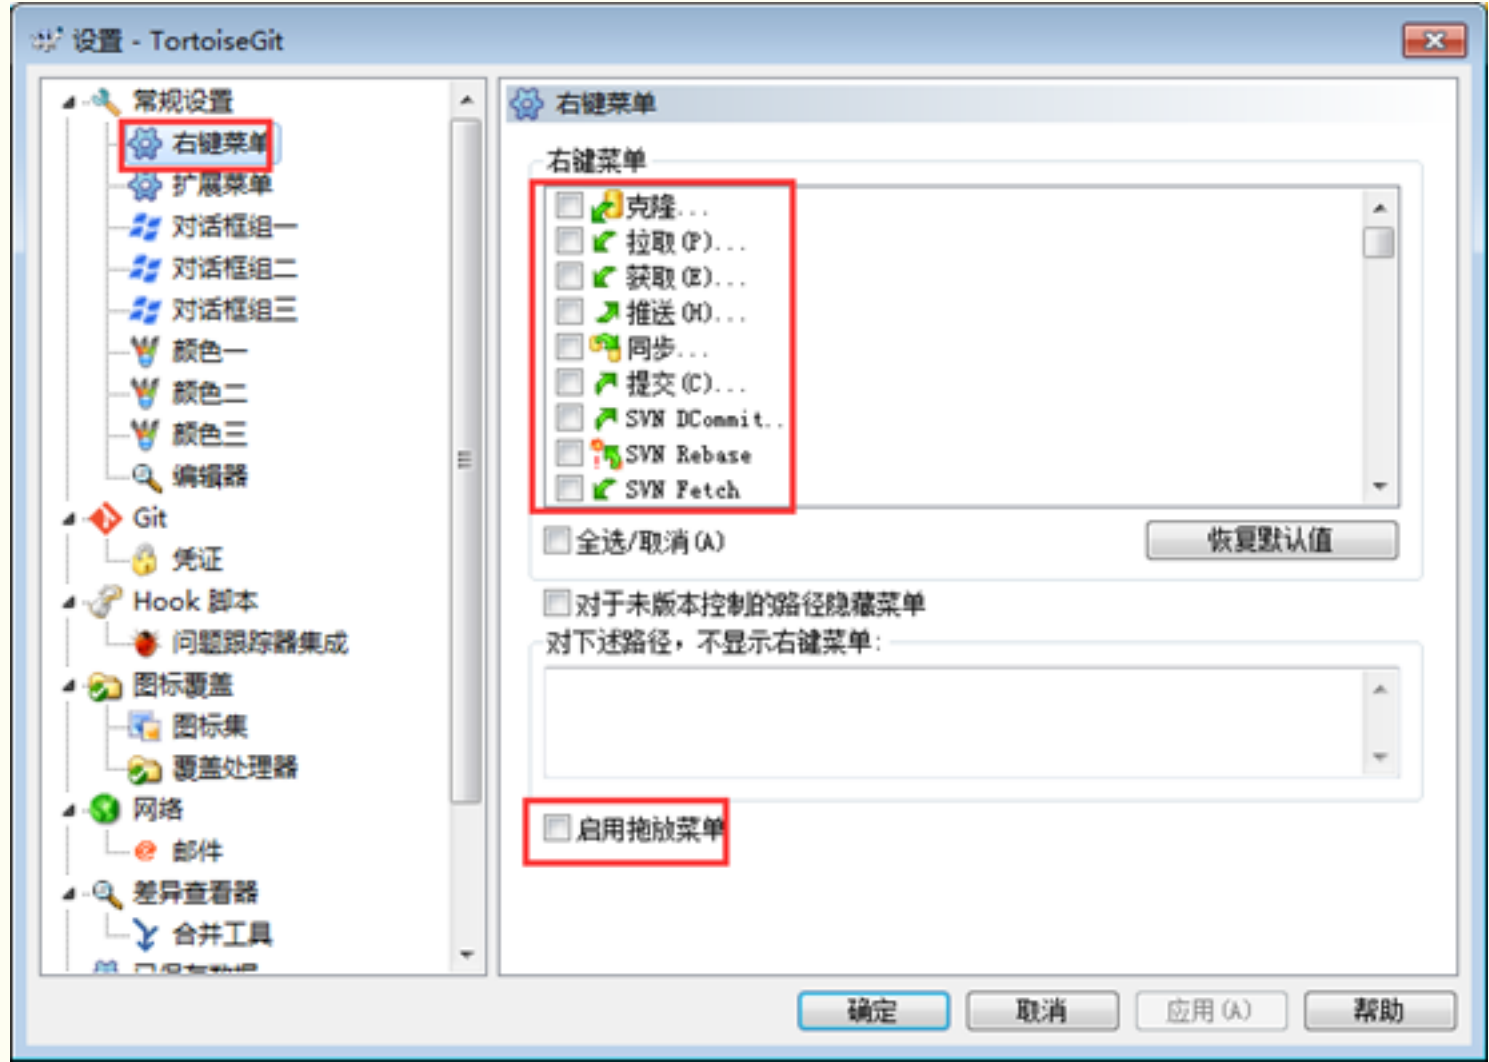 设置 - TortoiseGit
常规设置
右键菜单
扩展菜单
对话框组一
对话框组二
对话框组三
颜色一
颜色二
颜色三
编辑器
Git
凭证
Hook 脚本
问题跟踪器集成
图标覆盖
图标集
覆盖处理器
网络
邮件
差异查看器
合并工具
已保存数据
右键菜单
右键菜单
克隆...
拉取(P)...
获取(E)...
推送(H)...
同步...
提交(C)...
SVN DCommit..
SVN Rebase
SVN Fetch
全选/取消(A)
恢复默认值
对于未版本控制的路径隐藏菜单
对下述路径，不显示右键菜单:
启用拖放菜单
确定
取消
应用(A)
帮助